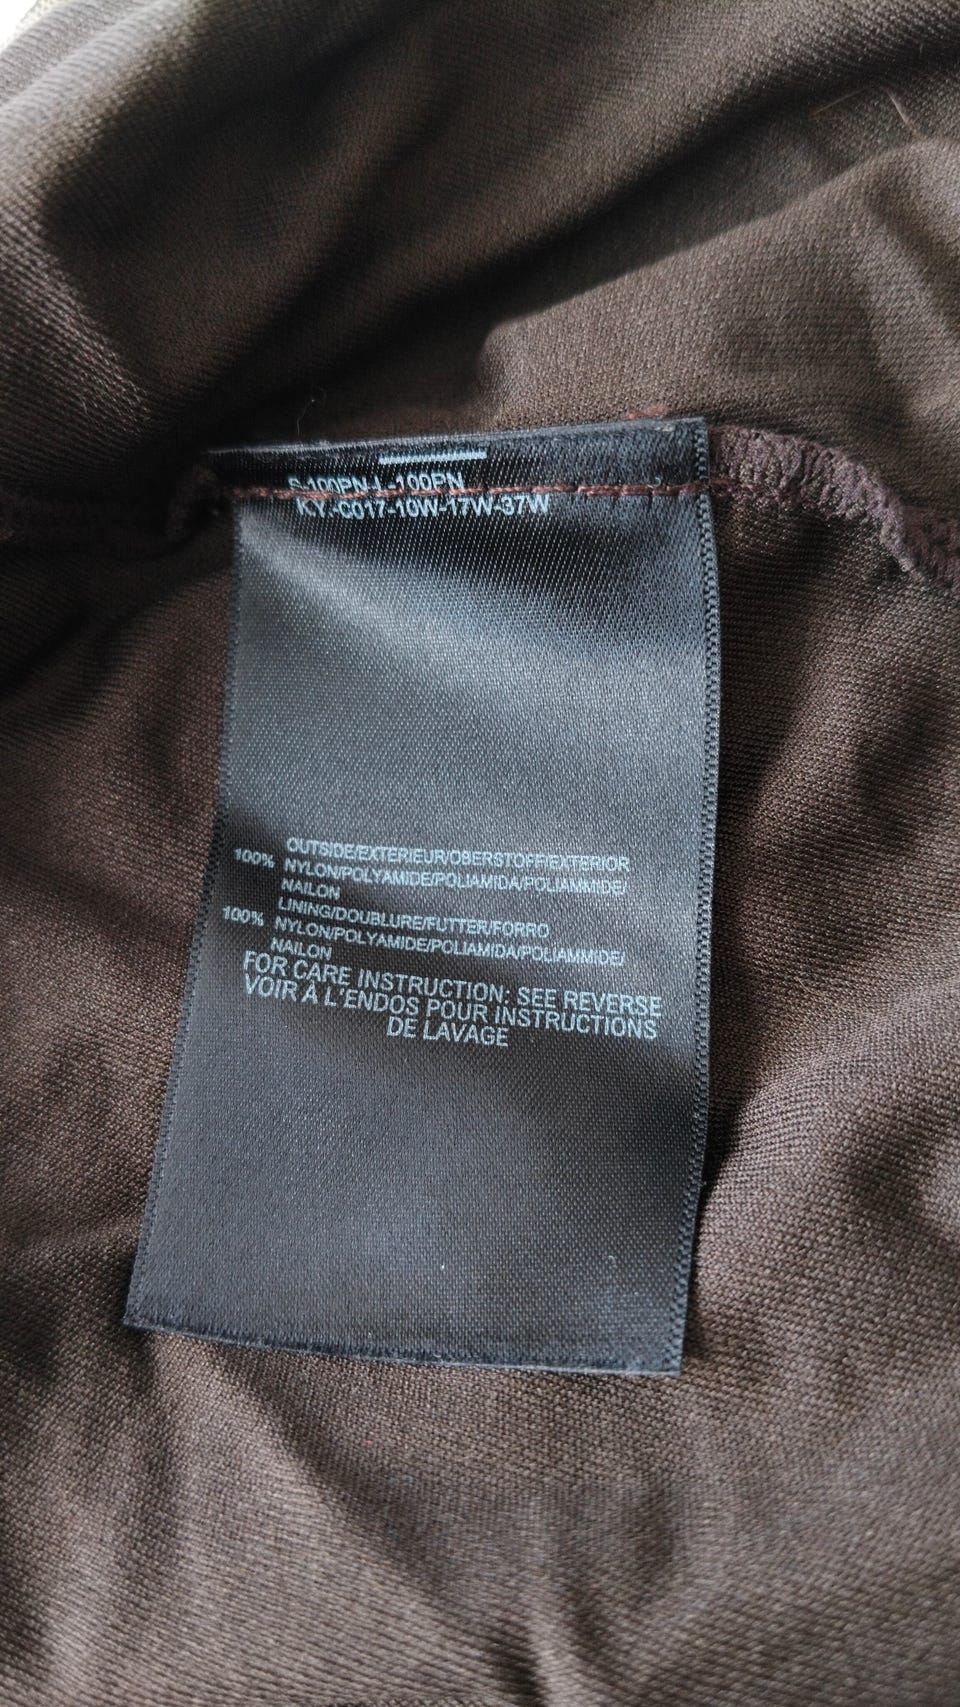 S-100PN-L-100PN
KY-C017-10W-17W-37W
OUTSIDE/EXTERIEUR/OBERSTOFF/EXTERIOR
100% NYLON/POLYAMIDE/POLIAMIDA/POLIAMMIDE/
NAILON
LINING/DOUBLURE/FUTTER/FORRO
100% NYLON/POLYAMIDE/POLIAMIDA/POLIAMMIDE/
NAILON
FOR CARE INSTRUCTION: SEE REVERSE
VOIR À L'ENDOS POUR INSTRUCTIONS
DE LAVAGE